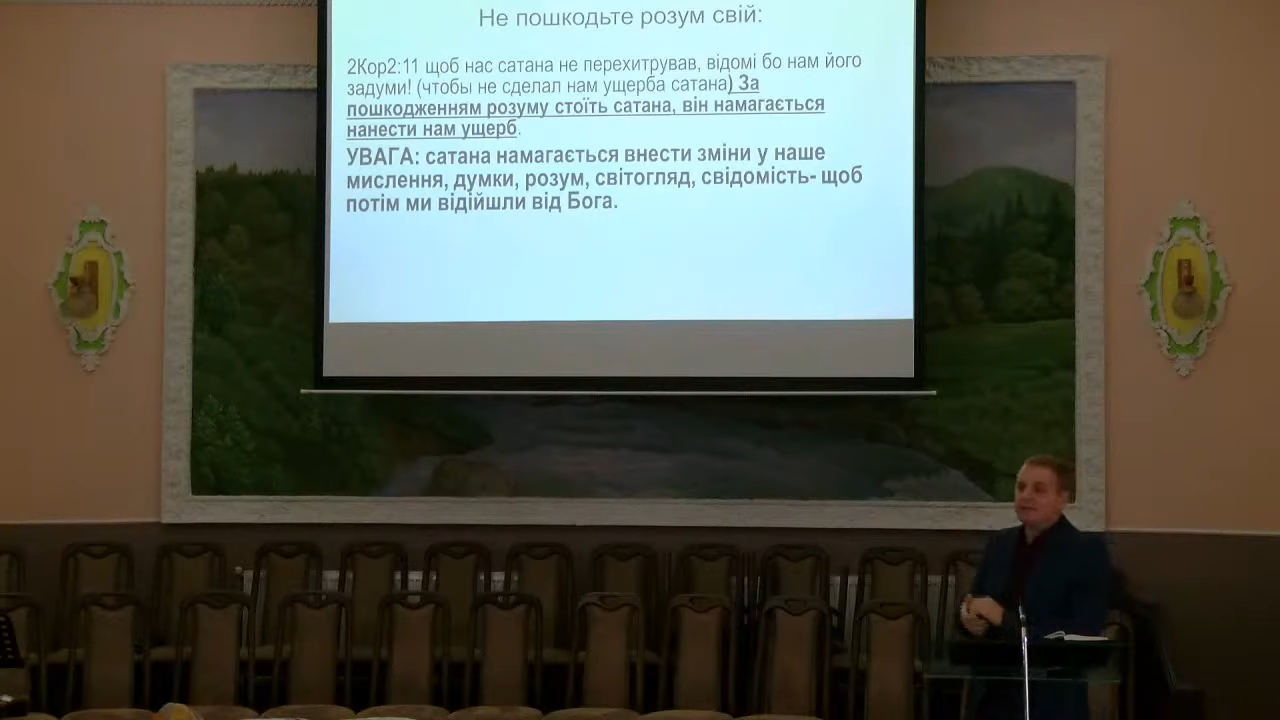 Не пошкодьте розум свій:
2Кор2:11 щоб нас сатана не перехитрував, відомі бо нам його
задуми! (чтобы не сделал нам ущерба сатана) За
пошкодженням розуму стоїть сатана, він намагається
нанести нам ущерб.
УВАГА: сатана намагається внести зміни у наше
мислення, думки, розум, світогляд, свідомість- щоб
потім ми відійшли від Бога.